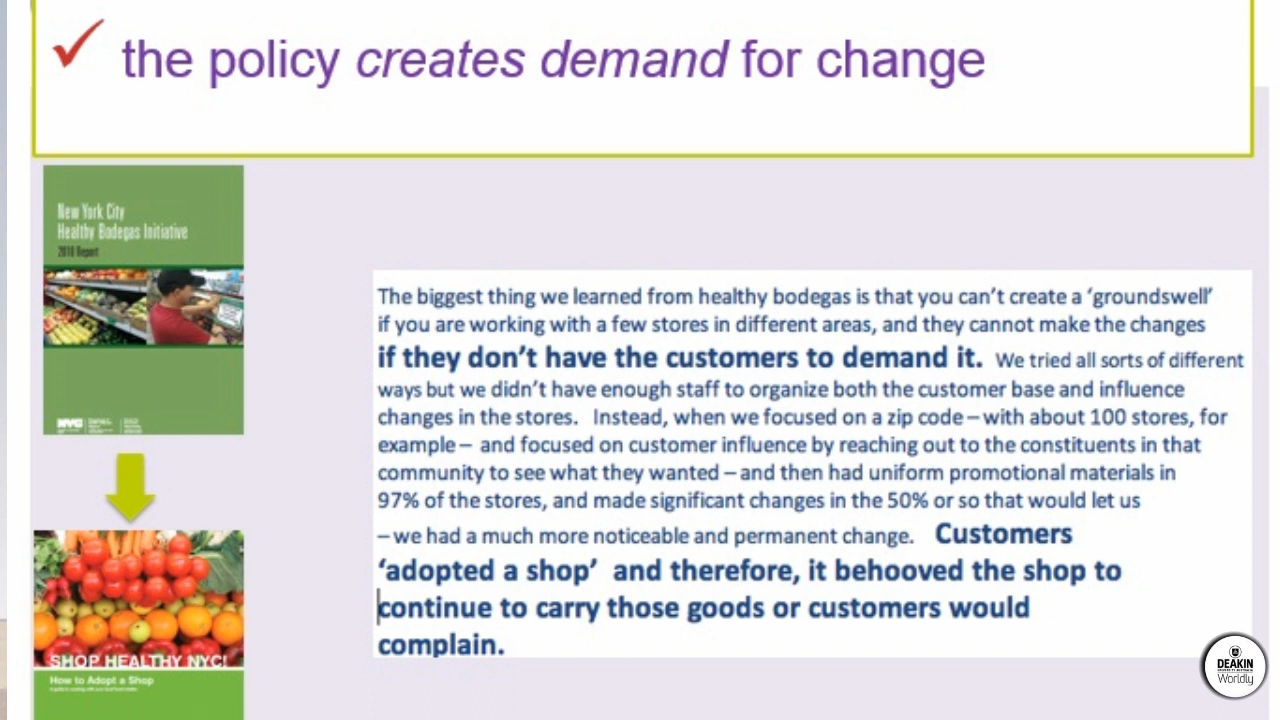 the policy creates demand for change
New York City
Healthy Bodegas Initiative
2010 Report
The biggest thing we learned from healthy bodegas is that you can't create a 'groundswell'
if you are working with a few stores in different areas, and they cannot make the changes
if they don't have the customers to demand it. We tried all sorts of different
ways but we didn't have enough staff to organize both the customer base and influence
changes in the stores. Instead, when we focused on a zip code – with about 100 stores, for
example – and focused on customer influence by reaching out to the constituents in that
community to see what they wanted – and then had uniform promotional materials in
97% of the stores, and made significant changes in the 50% or so that would let us
– we had a much more noticeable and permanent change. Customers
'adopted a shop' and therefore, it behooved the shop to
continue to carry those goods or customers would
complain.
NYC
SHOP HEALTHY NYC!
How to Adopt a Shop
DEAKIN
Worldly